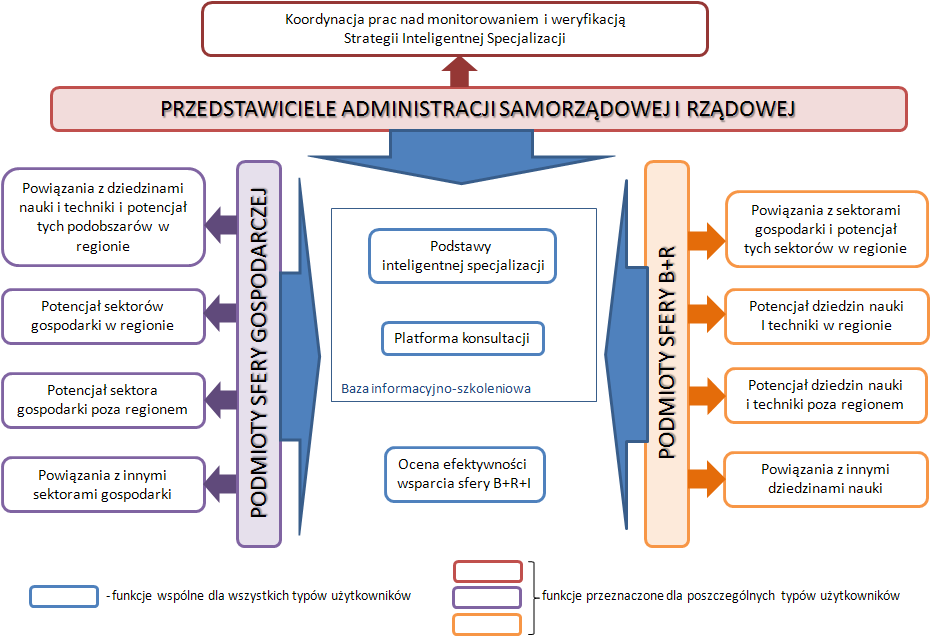 Koordynacja prac nad monitorowaniem i weryfikacją
Strategii Inteligentnej Specjalizacji
PRZEDSTAWICIELE ADMINISTRACJI SAMORZĄDOWEJ I RZĄDOWEJ
PODMIOTY SFERY GOSPODARCZEJ
Powiązania z dziedzinami
nauki i techniki i potencjał
tych podobszarów w
regionie
Potencjał sektorów
gospodarki w regionie
Potencjał sektora
gospodarki poza regionem
Powiązania z innymi
sektorami gospodarki
Podstawy
inteligentnej specjalizacji
Platforma konsultacji
Baza informacyjno-szkoleniowa
Ocena efektywności
wsparcia sfery B+R+I
PODMIOTY SFERY B+R
Powiązania z sektorami
gospodarki i potencjał
tych sektorów w regionie
Potencjał dziedzin nauki
I techniki w regionie
Potencjał dziedzin nauki
i techniki poza regionem
Powiązania z innymi
dziedzinami nauki
- funkcje wspólne dla wszystkich typów użytkowników
- funkcje przeznaczone dla poszczególnych typów użytkowników